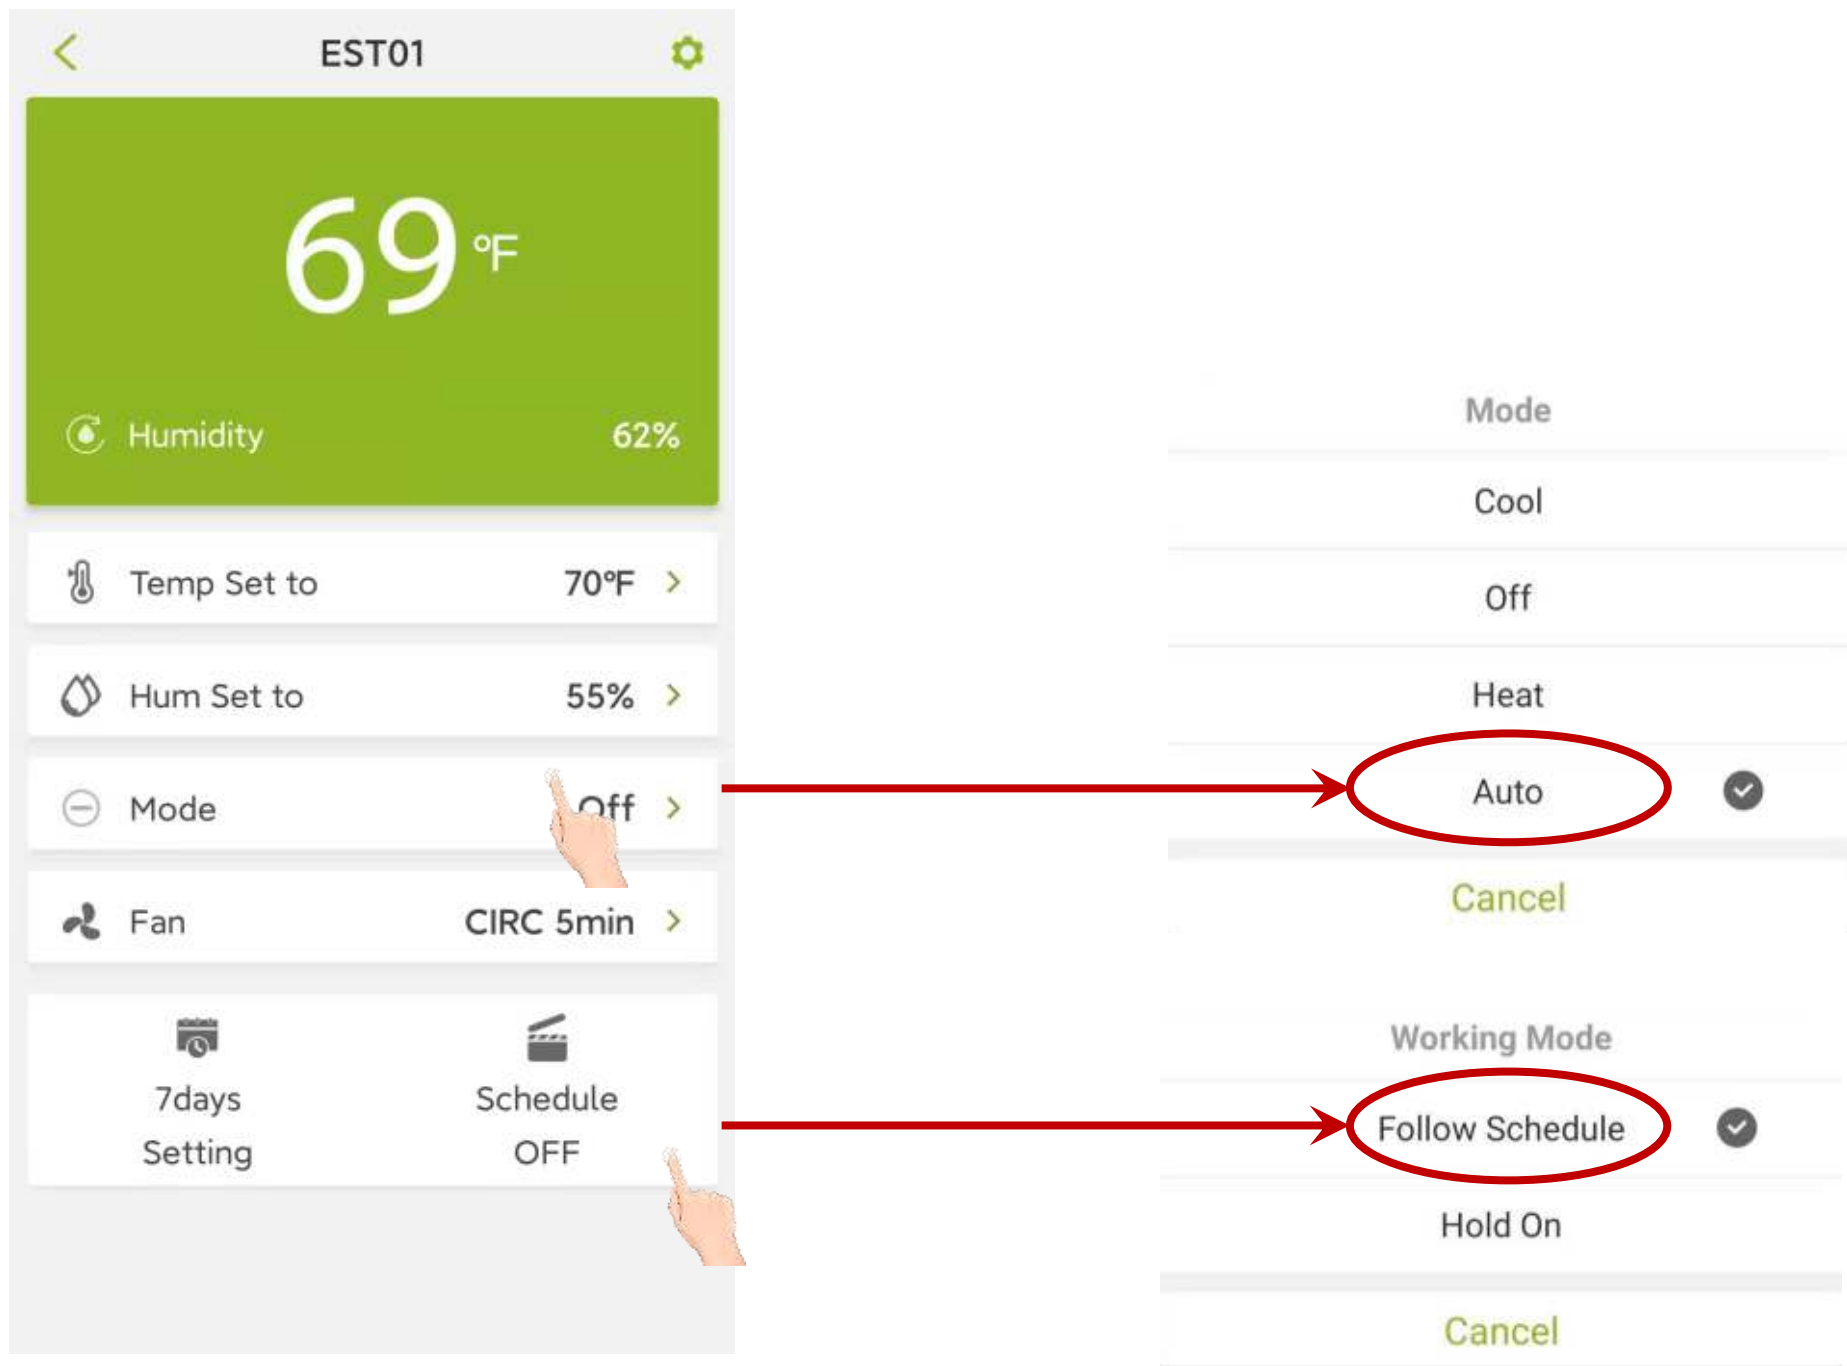 EST01
69 °F
Humidity 62%
Temp Set to 70°F
Hum Set to 55%
Mode Off
Fan CIRC 5min
7days
Setting
Schedule
OFF
Mode
Cool
Off
Heat
Auto
Cancel
Working Mode
Follow Schedule
Hold On
Cancel